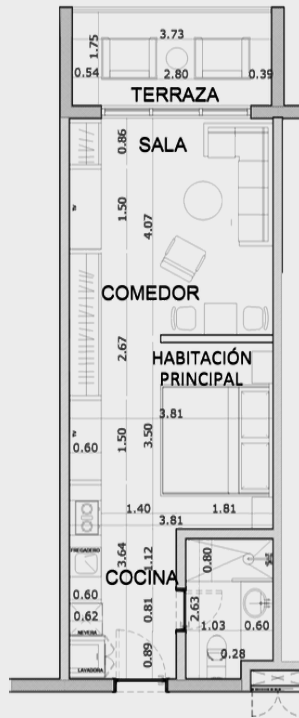 3.73
1.75
0.54
2.80
0.39
TERRAZA
0.86
SALA
1.50
4.07
TV
COMEDOR
2.67
HABITACIÓN
PRINCIPAL
3.81
TV
0.60
1.50
3.50
1.40
1.81
3.81
FREGADERO
3.64
1.12
0.80
COCINA
0.60
0.62
0.81
2.63
1.03
0.60
NEVERA
0.28
0.89
LAVADORA